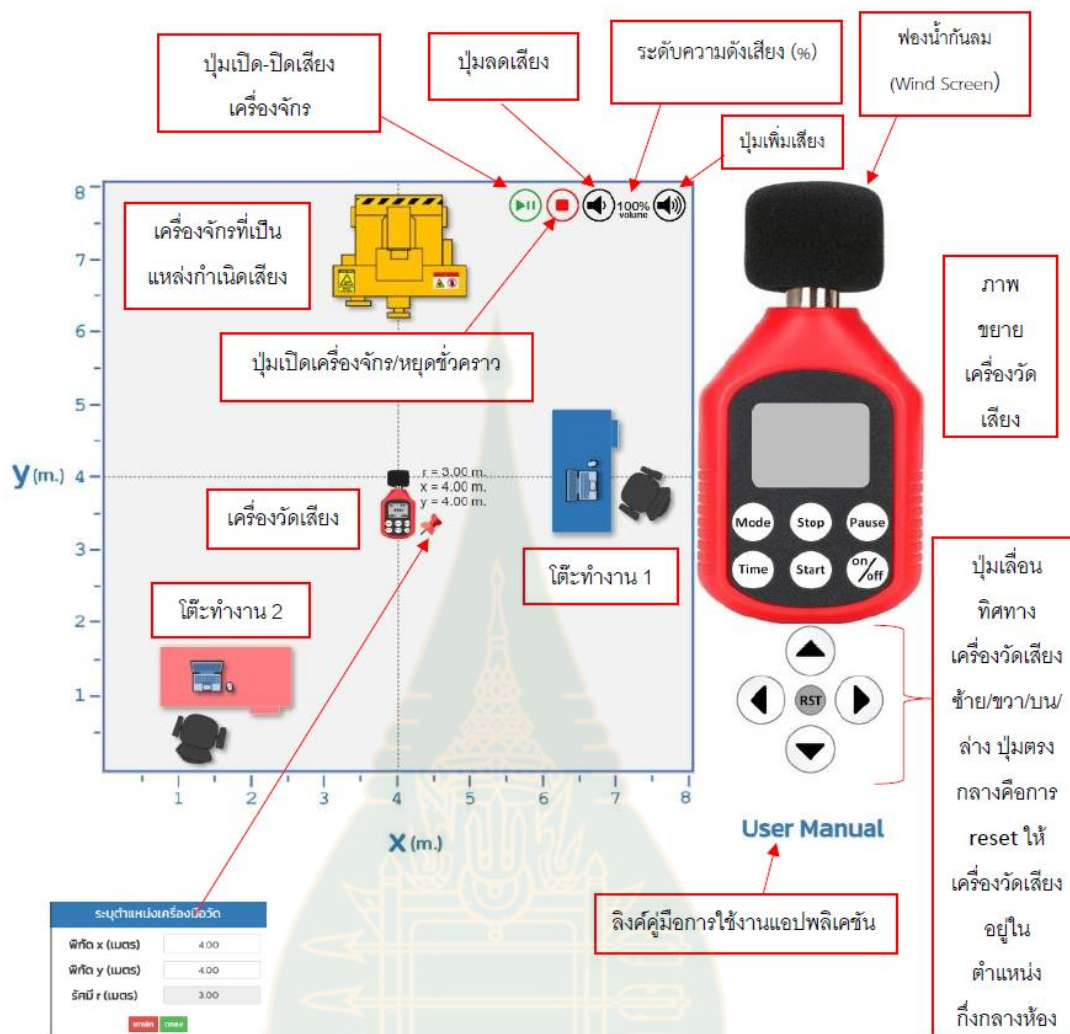 ปุ่มเปิด-ปิดเสียง
เครื่องจักร
ปุ่มลดเสียง
ระดับความดังเสียง (%)
ฟองน้ำกันลม
(Wind Screen)
ปุ่มเพิ่มเสียง
100%
volume
เครื่องจักรที่เป็น
แหล่งกำเนิดเสียง
ปุ่มเปิดเครื่องจักร/หยุดชั่วคราว
ภาพ
ขยาย
เครื่องวัด
เสียง
8
7
6
5
y (m.) 4
3
2
1
r = 3.00 m.
x = 4.00 m.
y = 4.00 m.
เครื่องวัดเสียง
โต๊ะทำงาน 1
โต๊ะทำงาน 2
Mode Stop Pause
Time Start on/off
RST
ปุ่มเลื่อน
ทิศทาง
เครื่องวัดเสียง
ซ้าย/ขวา/บน/
ล่าง ปุ่มตรง
กลางคือการ
reset ให้
เครื่องวัดเสียง
อยู่ใน
ตำแหน่ง
กึ่งกลางห้อง
1 2 3 4 5 6 7 8
X (m.)
User Manual
ลิงค์คู่มือการใช้งานแอปพลิเคชัน
ระบุตำแหน่งเครื่องมือวัด
พิกัด x (เมตร) 4.00
พิกัด y (เมตร) 4.00
รัศมี r (เมตร) 3.00
ยกเลิก ตกลง